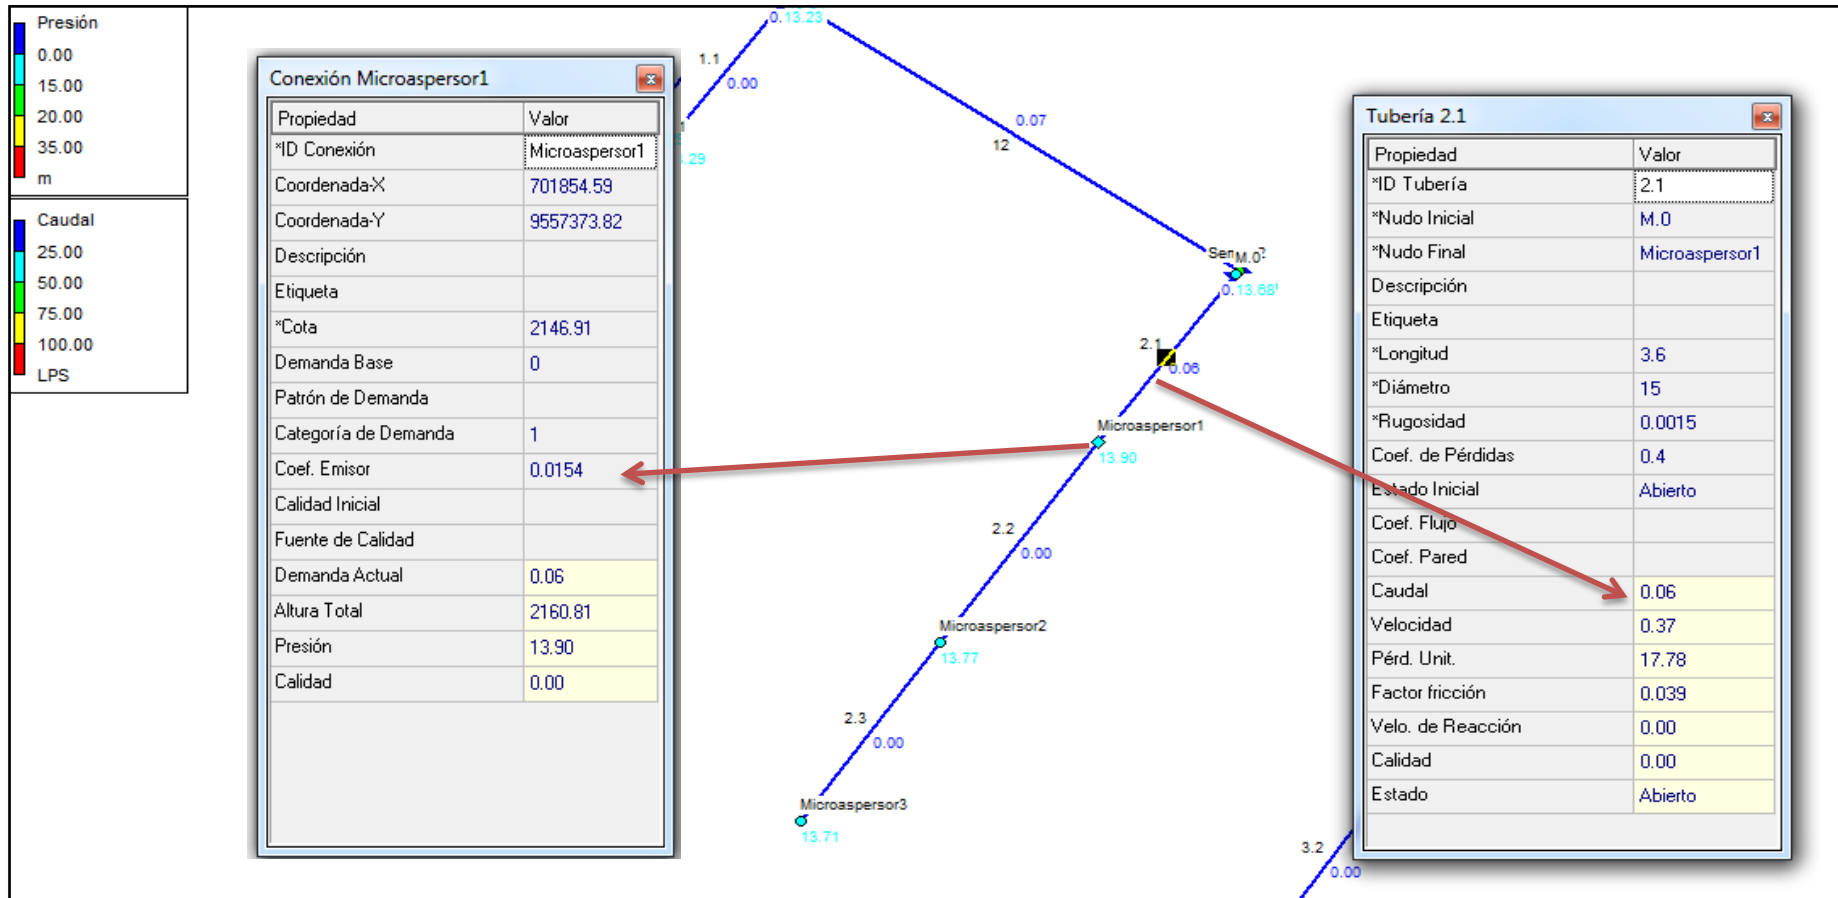 Presión
0.00
15.00
20.00
35.00
m
Caudal
25.00
50.00
75.00
100.00
LPS
Conexión Microaspersor1
Propiedad Valor
*ID Conexión Microaspersor1
Coordenada-X 701854.59
Coordenada-Y 9557373.82
Descripción
Etiqueta
*Cota 2146.91
Demanda Base 0
Patrón de Demanda
Categoría de Demanda 1
Coef. Emisor 0.0154
Calidad Inicial
Fuente de Calidad
Demanda Actual 0.06
Altura Total 2160.81
Presión 13.90
Calidad 0.00
13.23
1.1
0.00
.29
0.07
12
M.0
13.68
2.1
0.06
Microaspersor1
13.90
2.2
0.00
Microaspersor2
13.77
2.3
0.00
Microaspersor3
13.71
3.2
0.00
Tubería 2.1
Propiedad Valor
*ID Tubería 2.1
*Nudo Inicial M.0
*Nudo Final Microaspersor1
Descripción
Etiqueta
*Longitud 3.6
*Diámetro 15
*Rugosidad 0.0015
Coef. de Pérdidas 0.4
Estado Inicial Abierto
Coef. Flujo
Coef. Pared
Caudal 0.06
Velocidad 0.37
Pérd. Unit. 17.78
Factor fricción 0.039
Velo. de Reacción 0.00
Calidad 0.00
Estado Abierto